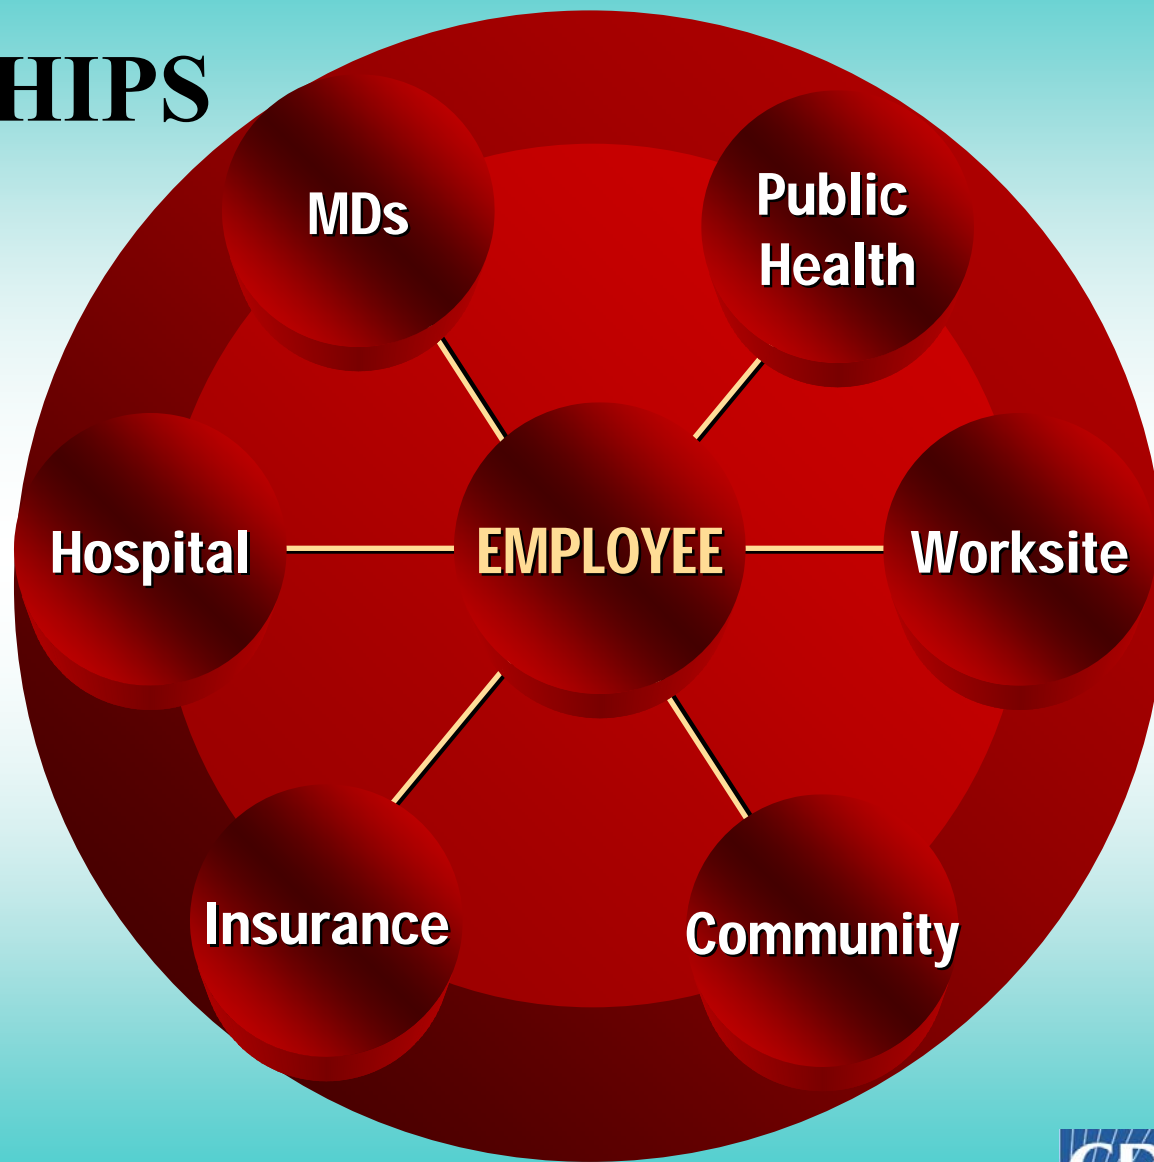 HIPS
MDs
Public
Health
Hospital
EMPLOYEE
Worksite
Insurance
Community